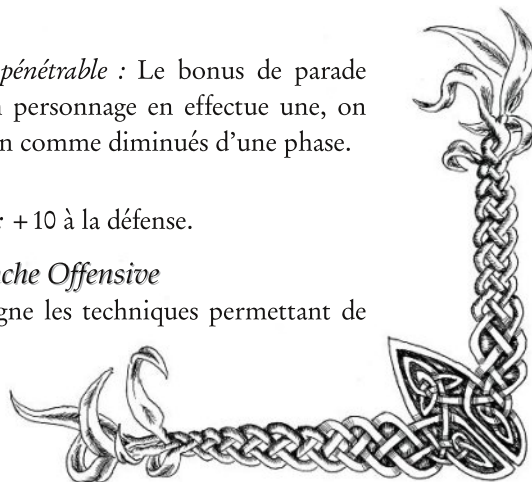 pénétrable : Le bonus de parade
personnage en effectue une, on
n comme diminués d’une phase.
: +10 à la défense.
che Offensive
gne les techniques permettant de